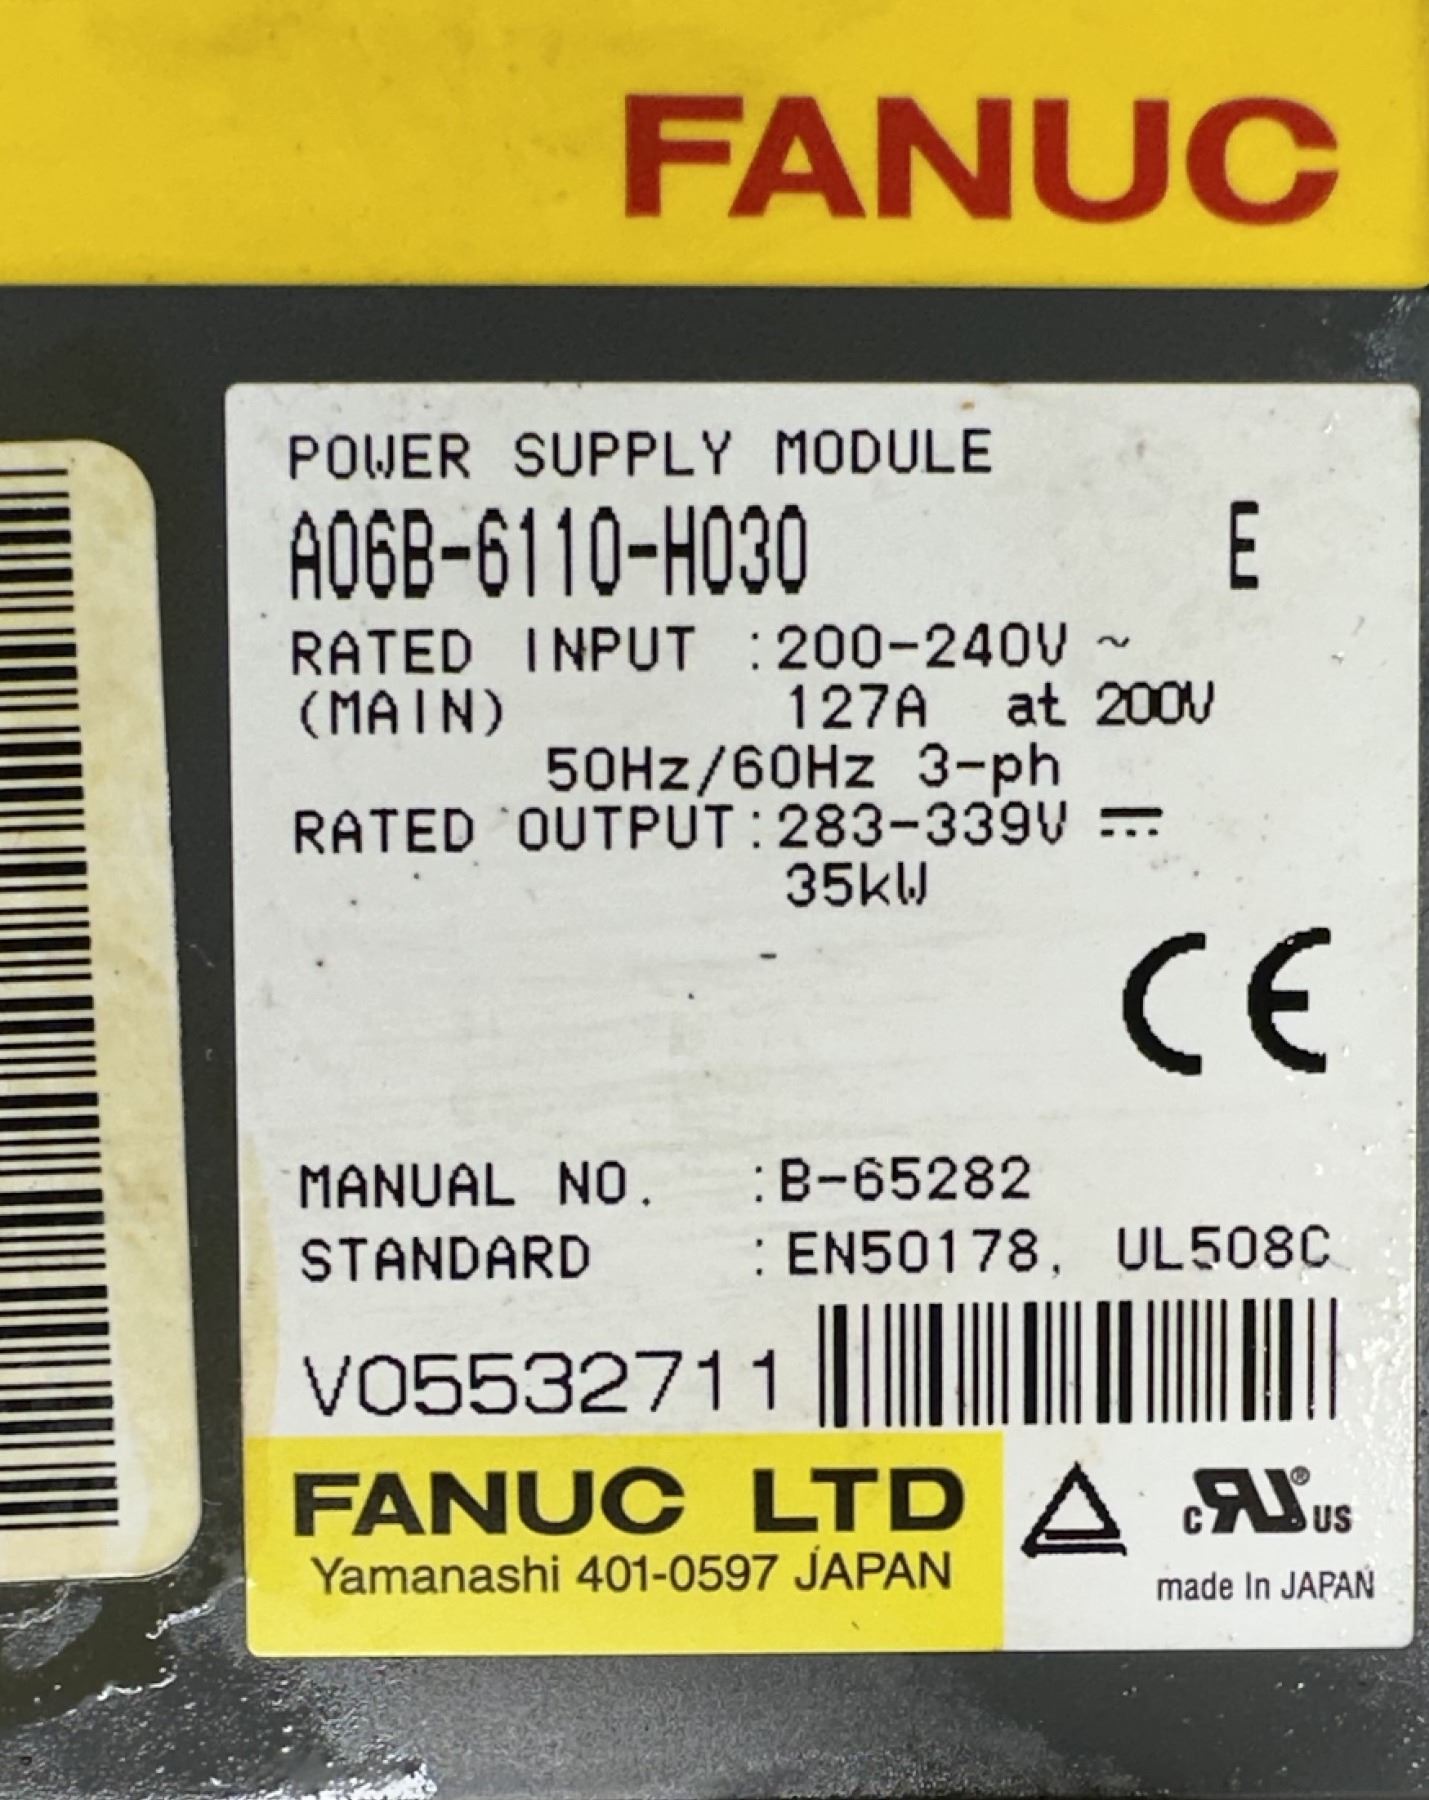 FANUC
POWER SUPPLY MODULE
A06B-6110-H030 E
RATED INPUT :200-240V ~
(MAIN) 127A at 200V
50Hz/60Hz 3-ph
RATED OUTPUT:283-339V ⎓
35kW
CE
MANUAL NO. :B-65282
STANDARD :EN50178, UL508C
V05532711
FANUC LTD
Yamanashi 401-0597 JAPAN
c RU ® US
made In JAPAN